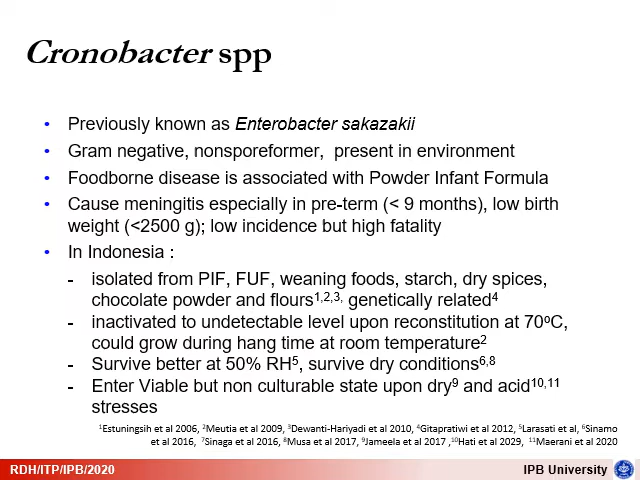 Cronobacter spp
• Previously known as Enterobacter sakazakii
• Gram negative, nonsporeformer, present in environment
• Foodborne disease is associated with Powder Infant Formula
• Cause meningitis especially in pre-term (< 9 months), low birth
weight (<2500 g); low incidence but high fatality
• In Indonesia :
- isolated from PIF, FUF, weaning foods, starch, dry spices,
chocolate powder and flours1,2,3, genetically related4
- inactivated to undetectable level upon reconstitution at 70oC,
could grow during hang time at room temperature2
- Survive better at 50% RH5, survive dry conditions6,8
- Enter Viable but non culturable state upon dry9 and acid10,11
stresses
1Estuningsih et al 2006, 2Meutia et al 2009, 3Dewanti-Hariyadi et al 2010, 4Gitapratiwi et al 2012, 5Larasati et al, 6Sinamo
et al 2016, 7Sinaga et al 2016, 8Musa et al 2017, 9Jameela et al 2017 ,10Hati et al 2029, 11Maerani et al 2020
RDH/ITP/IPB/2020
IPB University